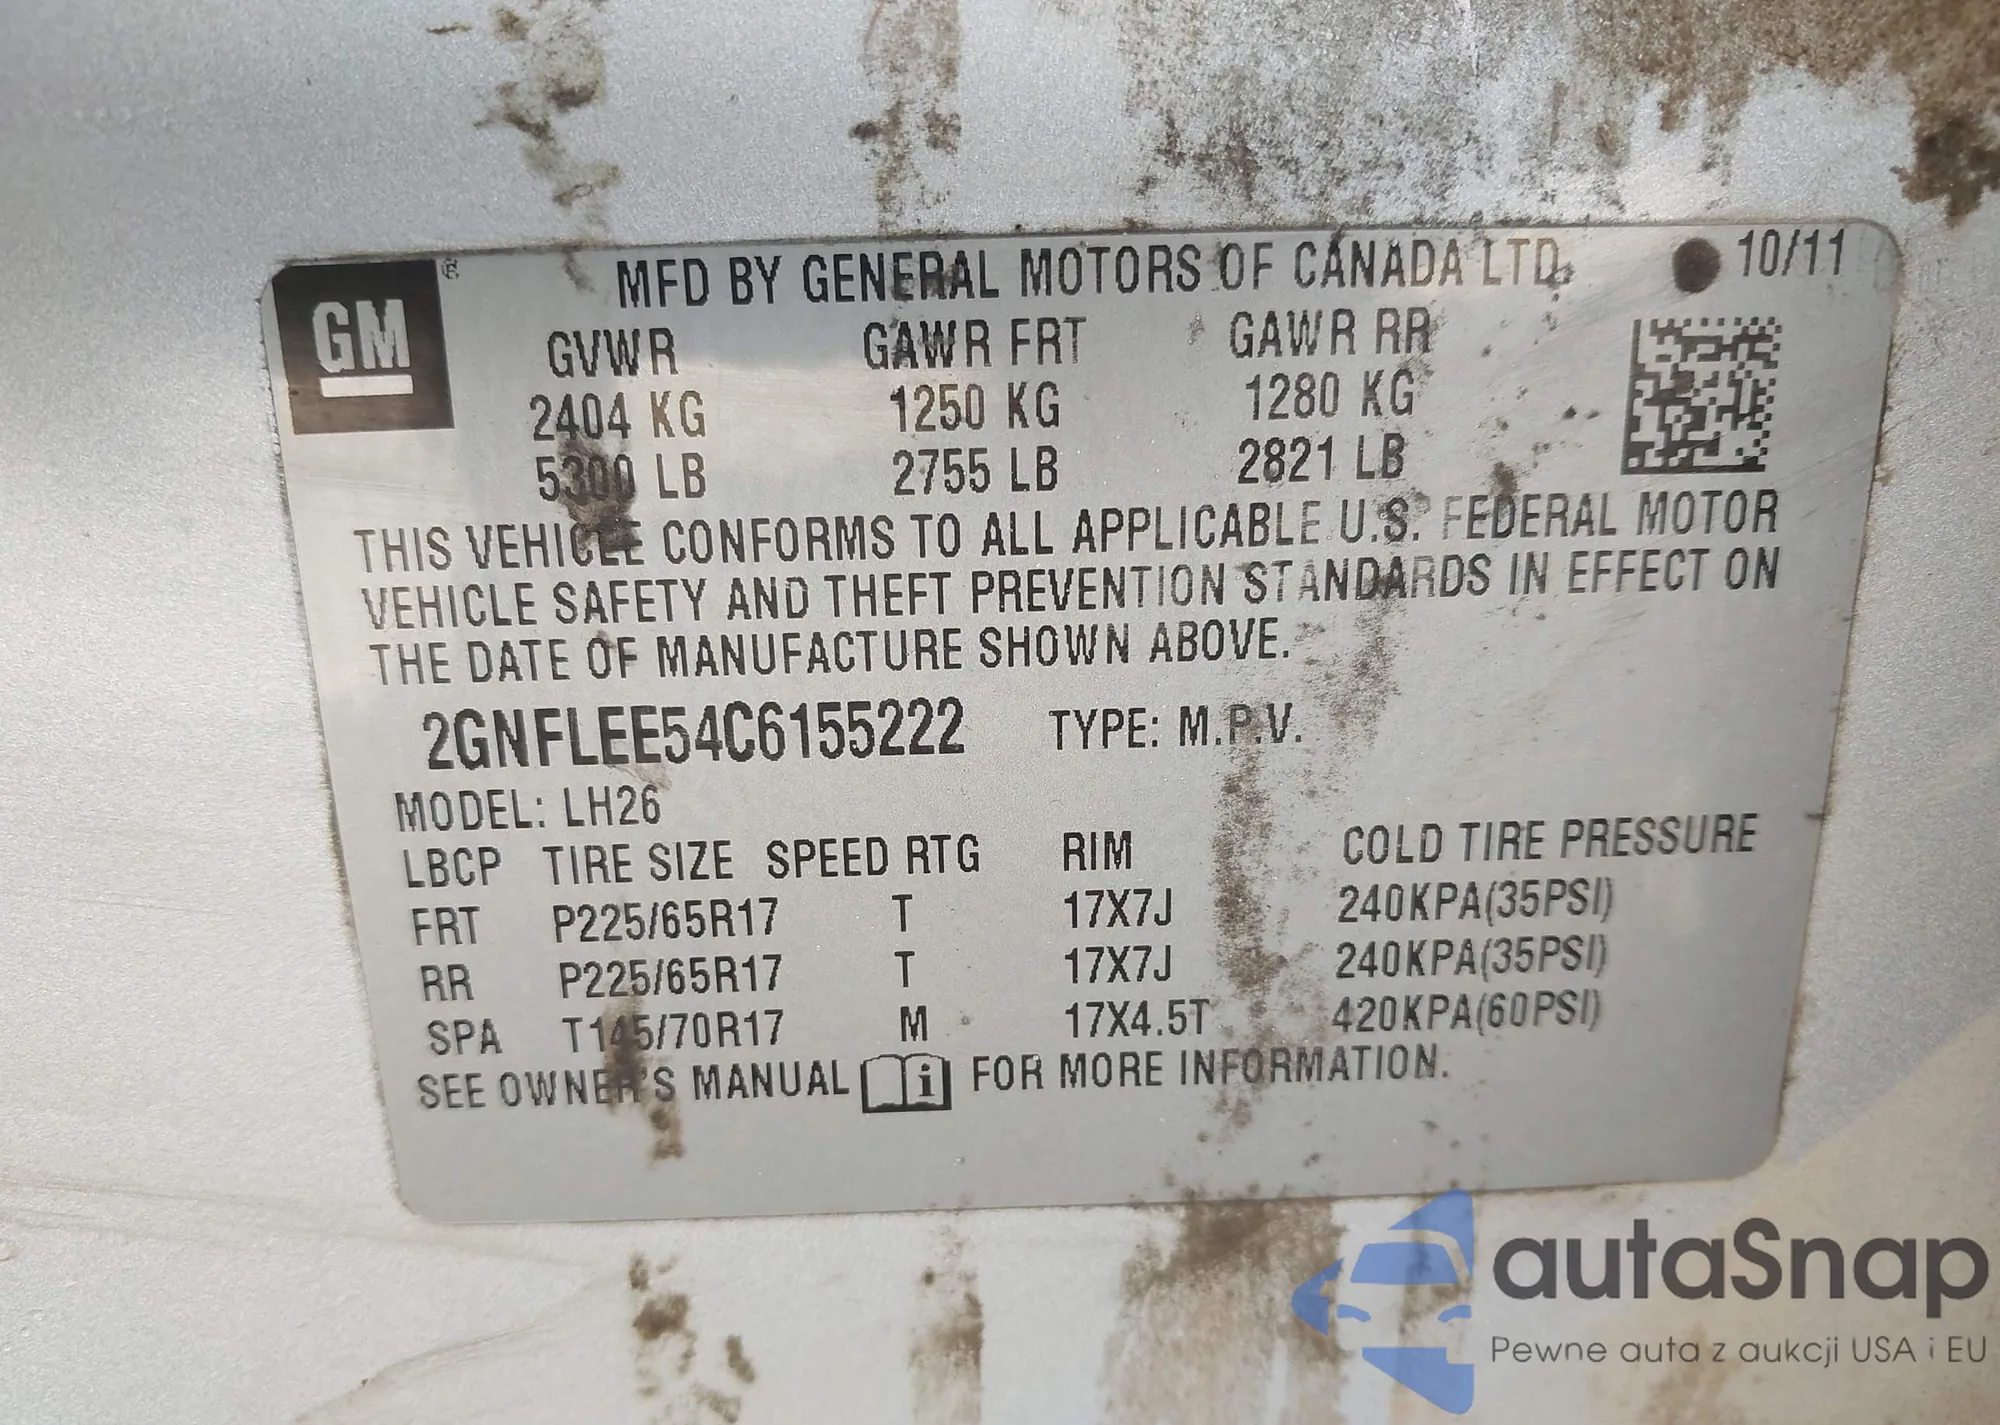 GM ®
MFD BY GENERAL MOTORS OF CANADA LTD. 10/11
GVWR GAWR FRT GAWR RR
2404 KG 1250 KG 1280 KG
5300 LB 2755 LB 2821 LB
THIS VEHICLE CONFORMS TO ALL APPLICABLE U.S. FEDERAL MOTOR
VEHICLE SAFETY AND THEFT PREVENTION STANDARDS IN EFFECT ON
THE DATE OF MANUFACTURE SHOWN ABOVE.
2GNFLEE54C6155222 TYPE: M.P.V.
MODEL: LH26
LBCP TIRE SIZE SPEED RTG RIM COLD TIRE PRESSURE
FRT P225/65R17 T 17X7J 240KPA(35PSI)
RR P225/65R17 T 17X7J 240KPA(35PSI)
SPA T145/70R17 M 17X4.5T 420KPA(60PSI)
SEE OWNER'S MANUAL i FOR MORE INFORMATION.
autaSnap
Pewne auta z aukcji USA i EU